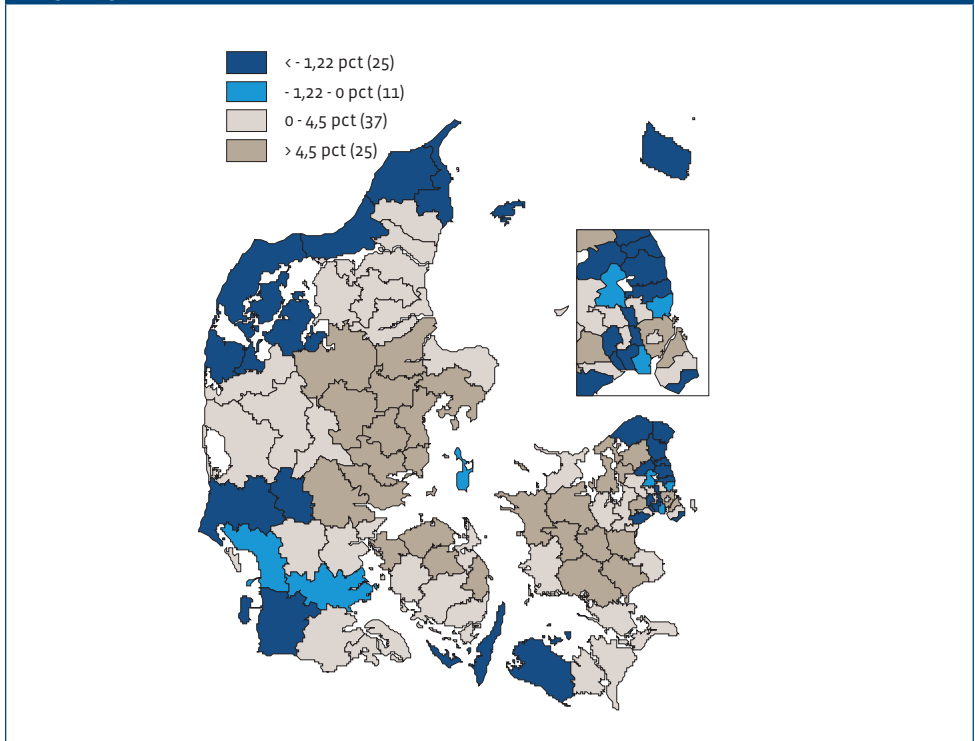 < - 1,22 pct (25)
- 1,22 - 0 pct (11)
0 - 4,5 pct (37)
> 4,5 pct (25)